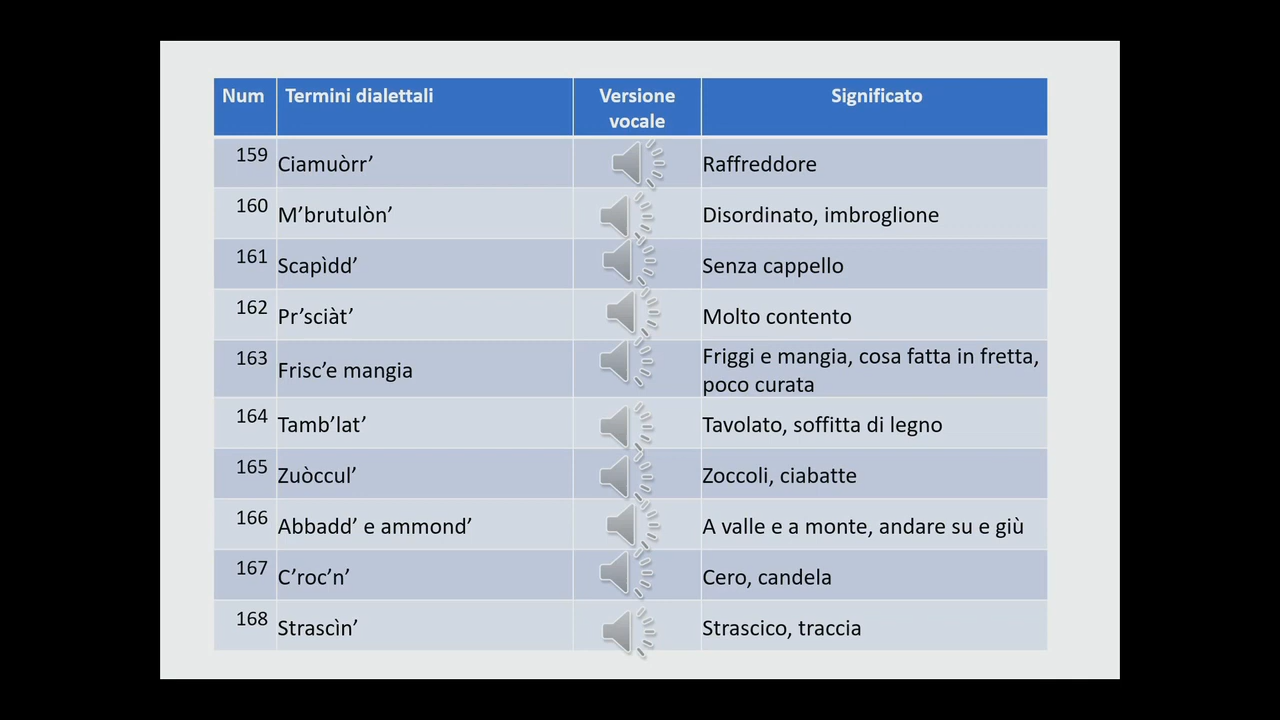 Num Termini dialettali Versione vocale Significato
159 Ciamuòrr’ Raffreddore
160 M’brutulòn’ Disordinato, imbroglione
161 Scapìdd’ Senza cappello
162 Pr’sciàt’ Molto contento
163 Frisc’e mangia Friggi e mangia, cosa fatta in fretta,
poco curata
164 Tamb’lat’ Tavolato, soffitta di legno
165 Zuòccul’ Zoccoli, ciabatte
166 Abbadd’ e ammond’ A valle e a monte, andare su e giù
167 C’roc’n’ Cero, candela
168 Strascìn’ Strascico, traccia